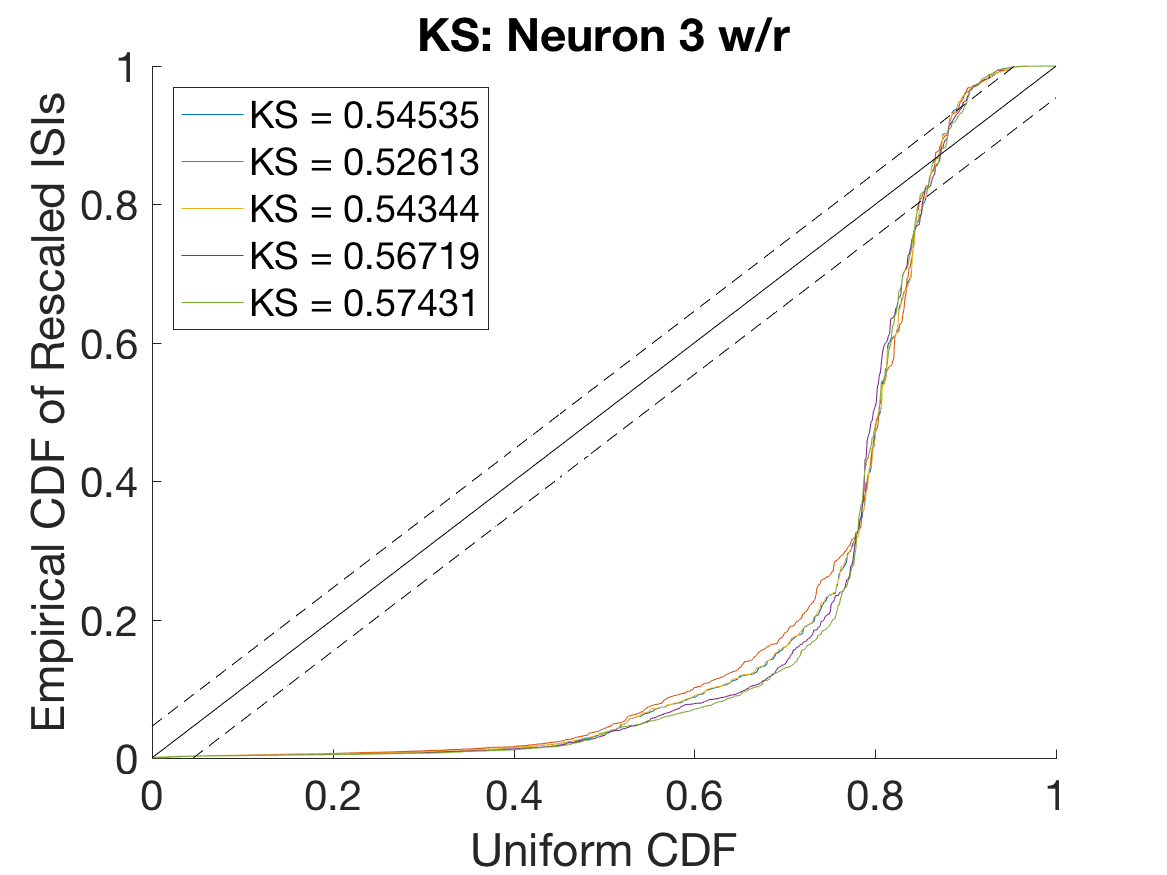 KS: Neuron 3 w/r
KS = 0.54535
KS = 0.52613
KS = 0.54344
KS = 0.56719
KS = 0.57431
Empirical CDF of Rescaled ISIs
1
0.8
0.6
0.4
0.2
0
0 0.2 0.4 0.6 0.8 1
Uniform CDF